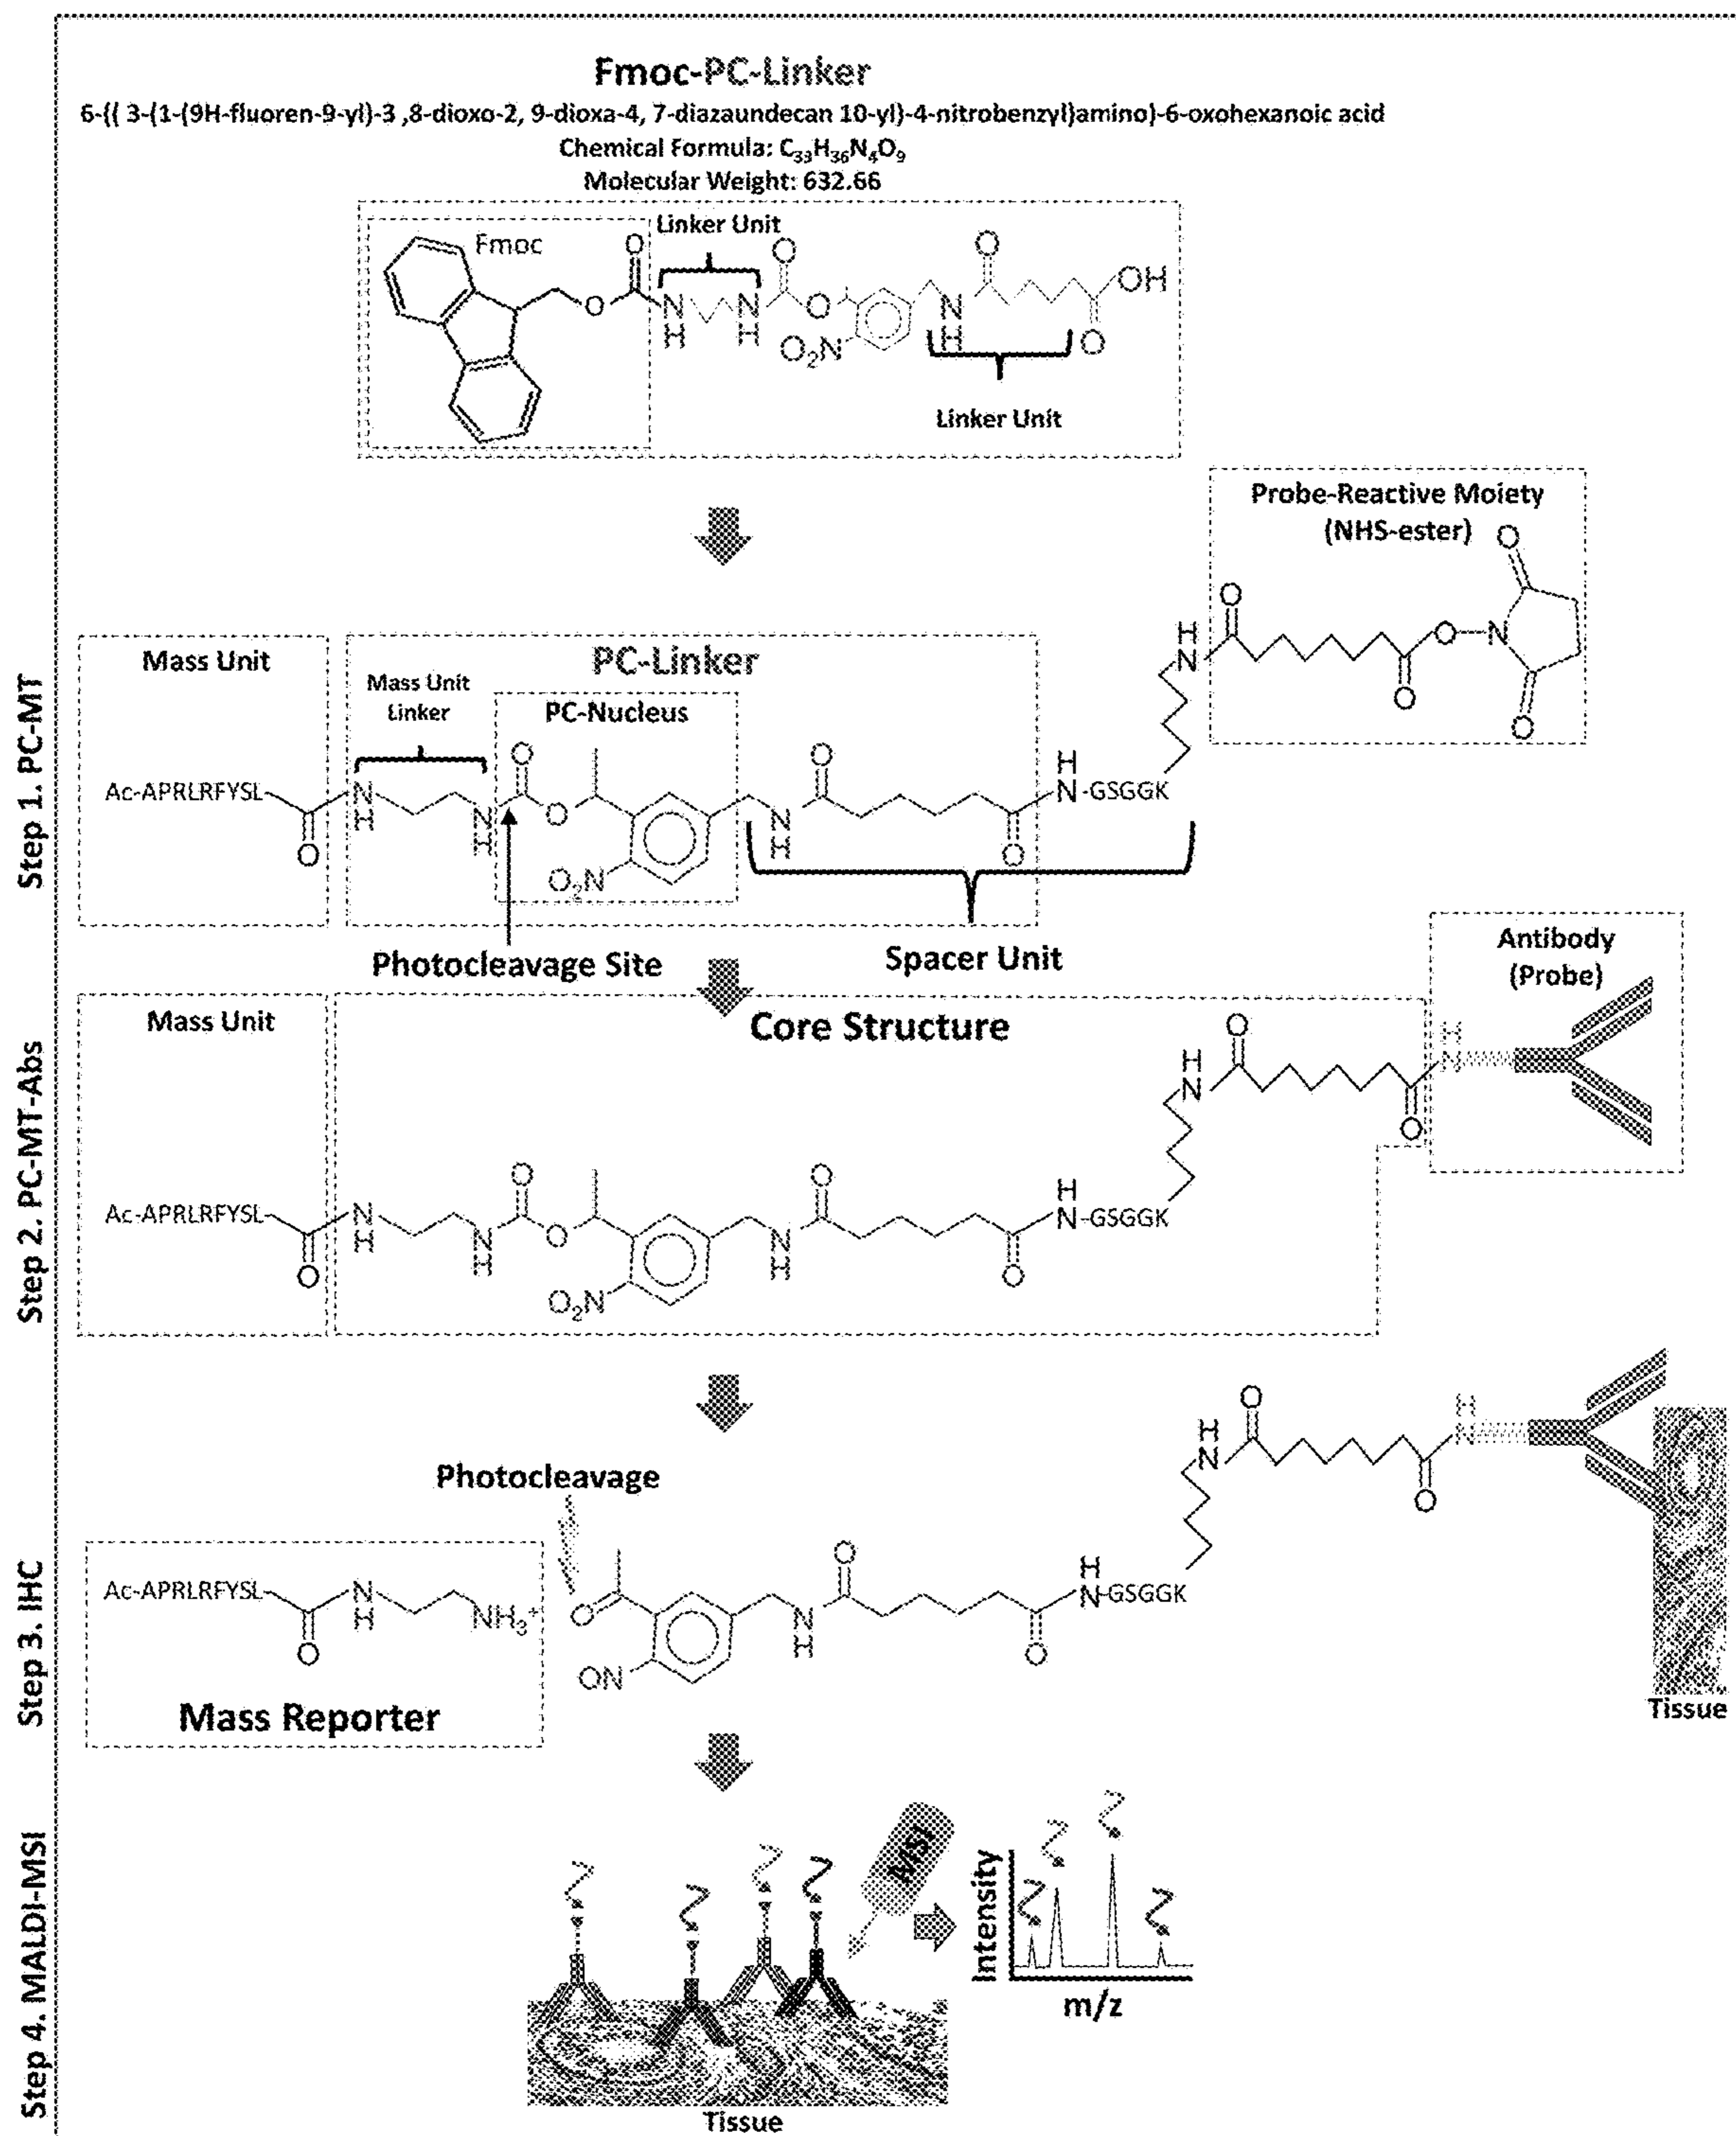 Fmoc-PC-Linker
6-{( 3-(1-(9H-fluoren-9-yl)-3 ,8-dioxo-2, 9-dioxa-4, 7-diazaundecan 10-yl)-4-nitrobenzyl)amino}-6-oxohexanoic acid
Chemical Formula: C₃₃H₃₆N₄O₉
Molecular Weight: 632.66
Linker Unit
Fmoc
O
O
O
O
N
H
N
H
O
O₂N
N
H
OH
O
Linker Unit
Probe-Reactive Moiety
(NHS-ester)
O
O
O
N
O
O
H
N
Step 1. PC-MT
Mass Unit
PC-Linker
Mass Unit
Linker
PC-Nucleus
Ac-APRLRFYSL
O
N
H
N
H
O
O
O₂N
N
H
O
O
H
N
-GSGGK
Photocleavage Site
Spacer Unit
Antibody
(Probe)
Step 2. PC-MT-Abs
Mass Unit
Core Structure
H
N
O
O
H
N
Ac-APRLRFYSL
O
N
H
N
H
O
O
O₂N
N
H
O
O
H
N
-GSGGK
Step 3. IHC
Photocleavage
H
N
O
O
H
N
Ac-APRLRFYSL
O
N
H
NH₃⁺
O
ON
N
H
O
O
H
N
-GSGGK
Mass Reporter
Tissue
Step 4. MALDI-MSI
MSI
Intensity
m/z
Tissue